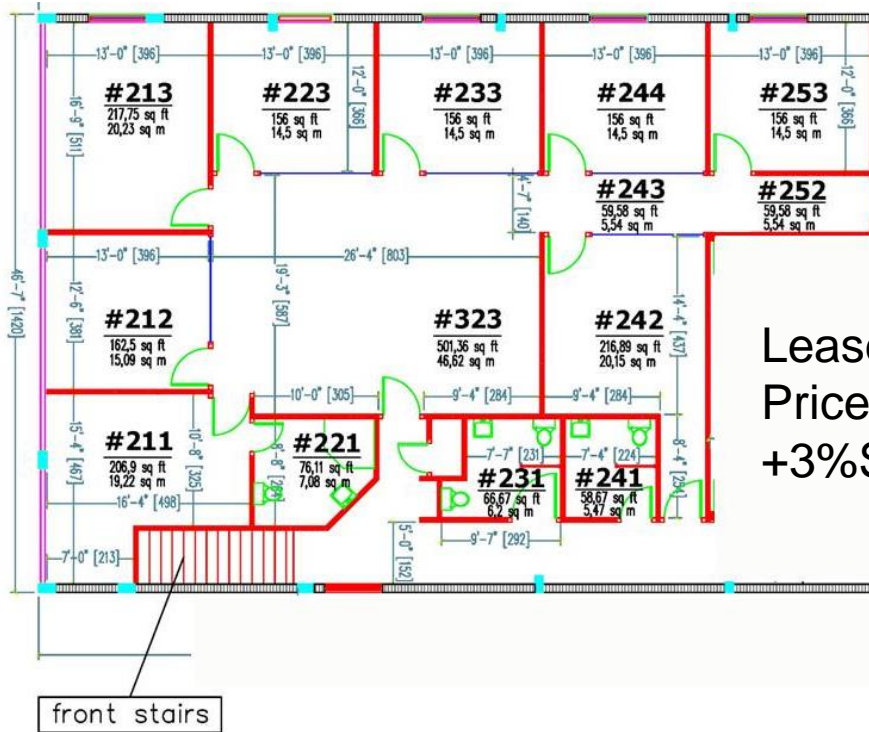 13'-0" [396]
13'-0" [396]
13'-0" [396]
13'-0" [396]
13'-0" [396]
#213
217,75 sq ft
20,23 sq m
16'-9" [511]
#223
156 sq ft
14,5 sq m
12'-0" [366]
#233
156 sq ft
14,5 sq m
#244
156 sq ft
14,5 sq m
#253
156 sq ft
14,5 sq m
12'-0" [366]
4'-7" [140]
#243
59,58 sq ft
5,54 sq m
#252
59,58 sq ft
5,54 sq m
46'-7" [1420]
13'-0" [396]
26'-4" [803]
12'-6" [381]
#212
162,5 sq ft
15,09 sq m
19'-3" [587]
#323
501,36 sq ft
46,62 sq m
#242
216,89 sq ft
20,15 sq m
14'-4" [437]
10'-0" [305]
9'-4" [284]
9'-4" [284]
Lease
Price
+3%S
15'-4" [467]
#211
206,9 sq ft
19,22 sq m
10'-8" [325]
16'-4" [498]
8'-8"
#221
76,11 sq ft
7,08 sq m
7'-7" [231]
#231
66,67 sq ft
6,2 sq m
7'-4" [224]
#241
58,67 sq ft
5,47 sq m
8'-4" [254]
7'-0" [213]
5'-0" [152]
9'-7" [292]
front stairs